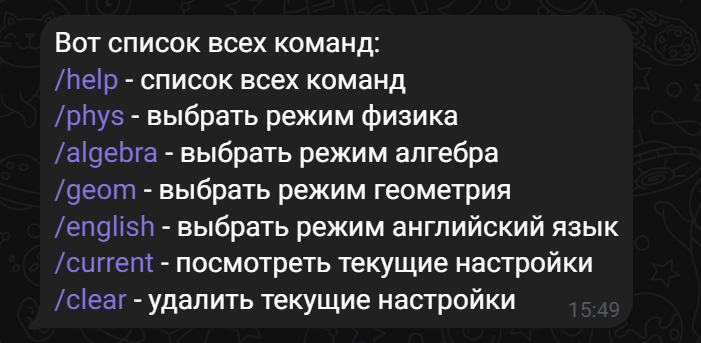 Вот список всех команд:
/help - список всех команд
/phys - выбрать режим физика
/algebra - выбрать режим алгебра
/geom - выбрать режим геометрия
/english - выбрать режим английский язык
/current - посмотреть текущие настройки
/clear - удалить текущие настройки
15:49